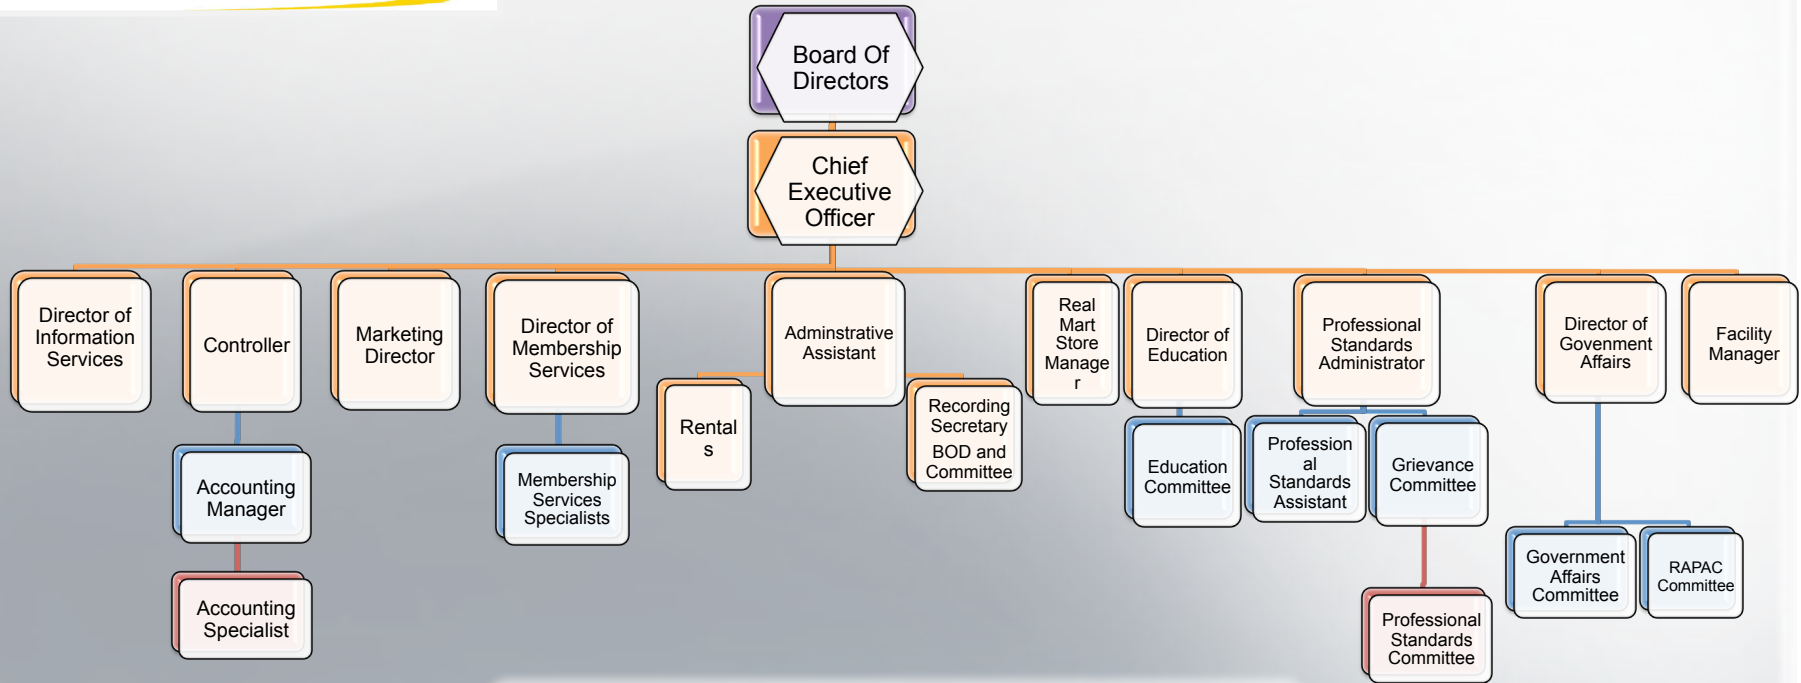 Board Of
Directors
Chief
Executive
Officer
Director of
Information
Services
Controller
Marketing
Director
Director of
Membership
Services
Adminstrative
Assistant
Real
Mart
Store
Manage
r
Director of
Education
Professional
Standards
Administrator
Director of
Govenment
Affairs
Facility
Manager
Rental
s
Recording
Secretary
BOD and
Committee
Accounting
Manager
Membership
Services
Specialists
Education
Committee
Profession
al
Standards
Assistant
Grievance
Committee
Government
Affairs
Committee
RAPAC
Committee
Accounting
Specialist
Professional
Standards
Committee